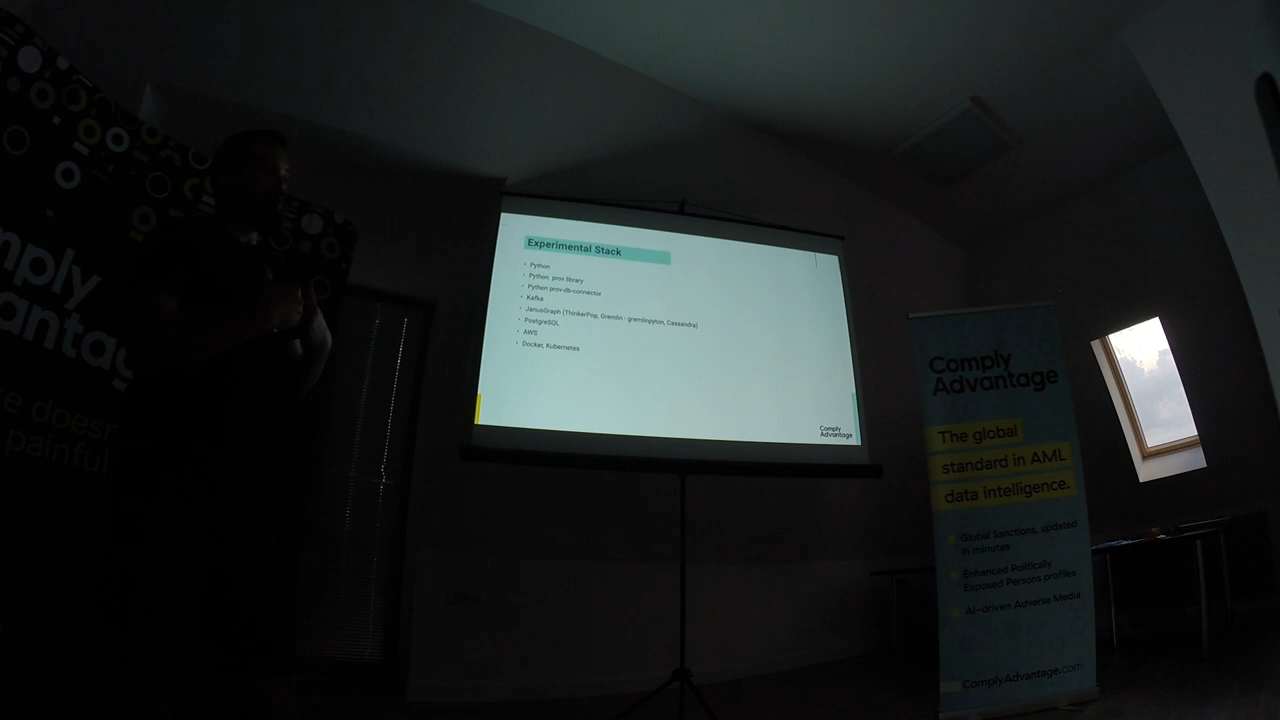 mply
antag
e doesn
painful
Experimental Stack
• Python
• Python prov library
• Python prov-db-connector
• Kafka
• JanusGraph (ThinkerPop, Gremlin - gremlinpyton, Cassandra)
• PostgreSQL
• AWS
• Docker, Kubernetes
Comply
Advantage
Comply
Advantage
The global
standard in AML
data intelligence.
Global Sanctions, updated
in minutes
Enhanced Politically
Exposed Persons profiles
AI-driven Adverse Media
ComplyAdvantage.com